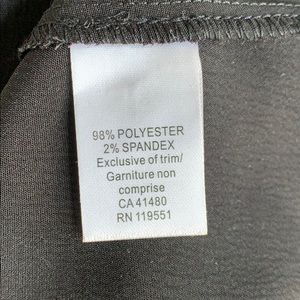 98% POLYESTER
2% SPANDEX
Exclusive of trim/
Garniture non
comprise
CA 41480
RN 119551